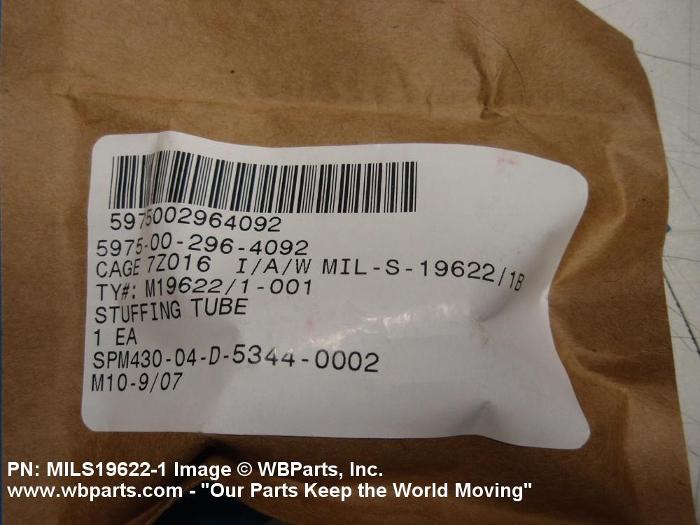 5975002964092
5975-00-296-4092
CAGE 7Z016 I/A/W MIL-S-19622/1B
TY#: M19622/1-001
STUFFING TUBE
1 EA
SPM430-04-D-5344-0002
M10-9/07
PN: MILS19622-1 Image © WBParts, Inc.
www.wbparts.com - "Our Parts Keep the World Moving"